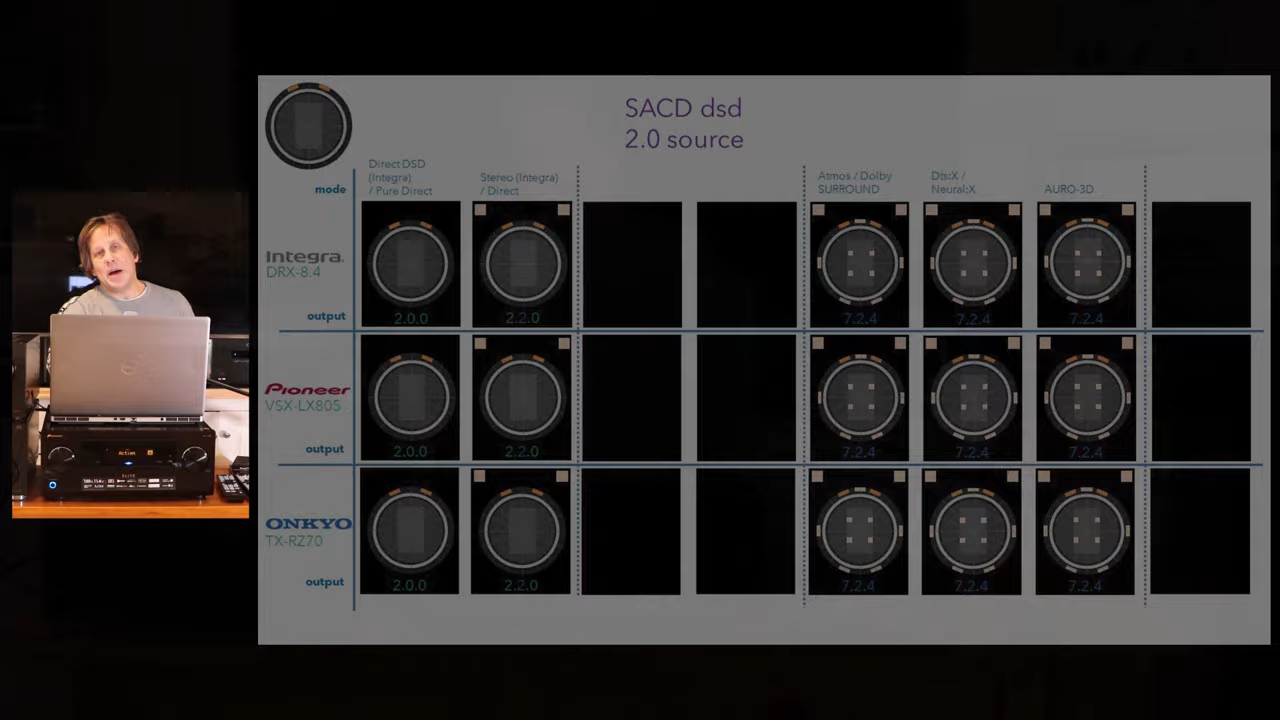 SACD dsd
2.0 source
Direct DSD
(Integra)
/ Pure Direct
Stereo (Integra)
/ Direct
Atmos / Dolby
SURROUND
Dts:X /
Neural:X
AURO-3D
mode
Integra.
DRX-8.4
output
2.0.0
2.2.0
7.2.4
7.2.4
7.2.4
Pioneer
VSX-LX805
output
2.0.0
2.2.0
7.2.4
7.2.4
7.2.4
ONKYO
TX-RZ70
output
2.0.0
2.2.0
7.2.4
7.2.4
7.2.4
Action